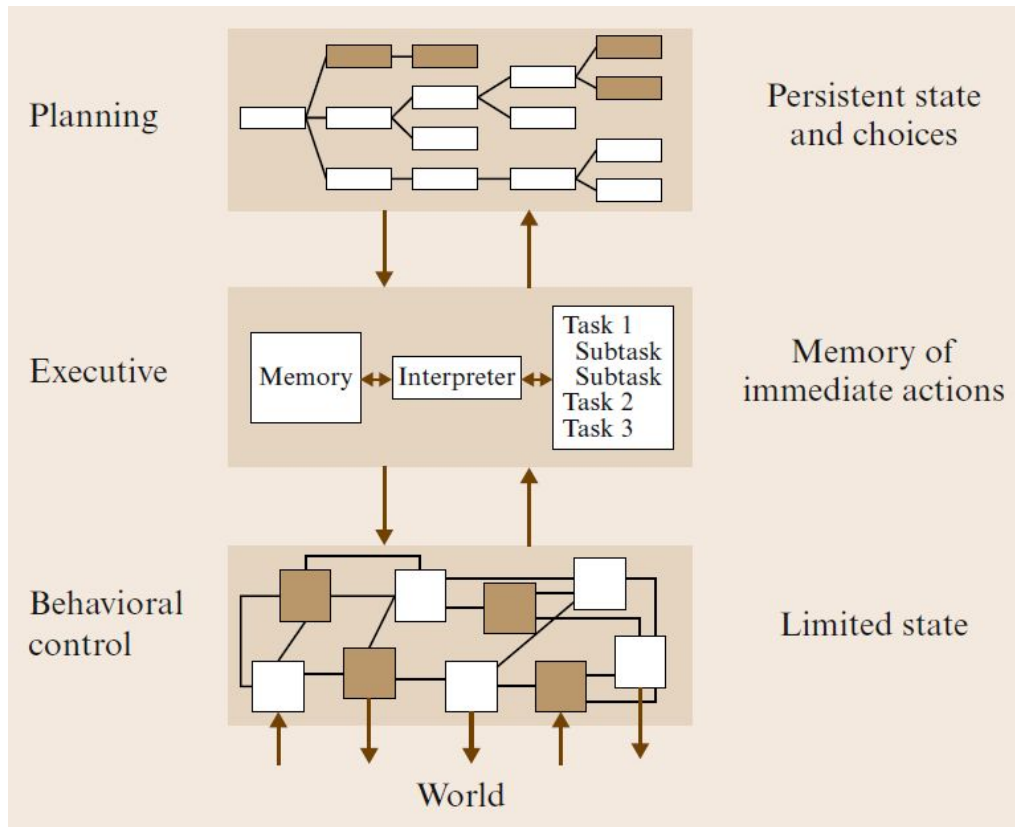 Planning
Persistent state
and choices
Executive
Memory
Interpreter
Task 1
Subtask
Subtask
Task 2
Task 3
Memory of
immediate actions
Behavioral
control
Limited state
World